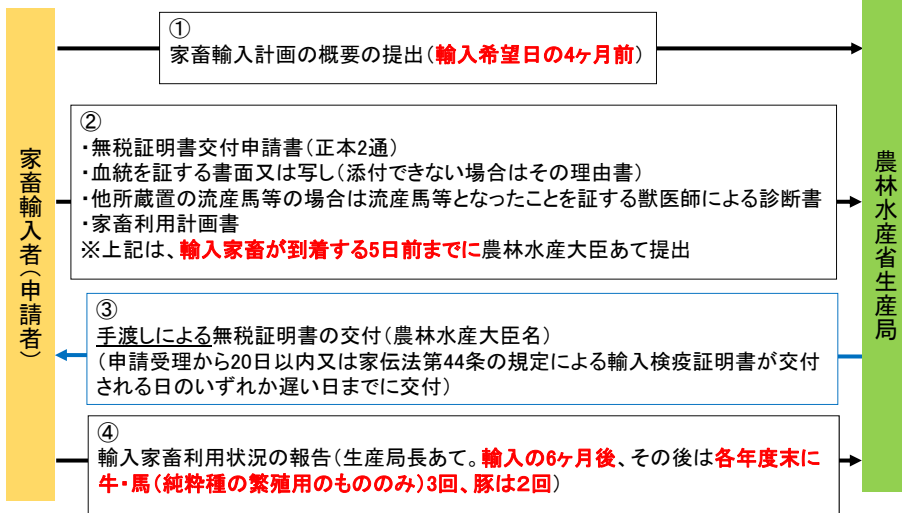 家畜輸入者(申請者)
①
家畜輸入計画の概要の提出(輸入希望日の4ヶ月前)
②
・無税証明書交付申請書(正本2通)
・血統を証する書面又は写し(添付できない場合はその理由書)
・他所蔵置の流産馬等の場合は流産馬等となったことを証する獣医師による診断書
・家畜利用計画書
※上記は、輸入家畜が到着する5日前までに農林水産大臣あて提出
③
手渡しによる無税証明書の交付(農林水産大臣名)
(申請受理から20日以内又は家伝法第44条の規定による輸入検疫証明書が交付
される日のいずれか遅い日までに交付)
④
輸入家畜利用状況の報告(生産局長あて。輸入の6ヶ月後、その後は各年度末に
牛・馬(純粋種の繁殖用のもののみ)3回、豚は2回)
農林水産省生産局